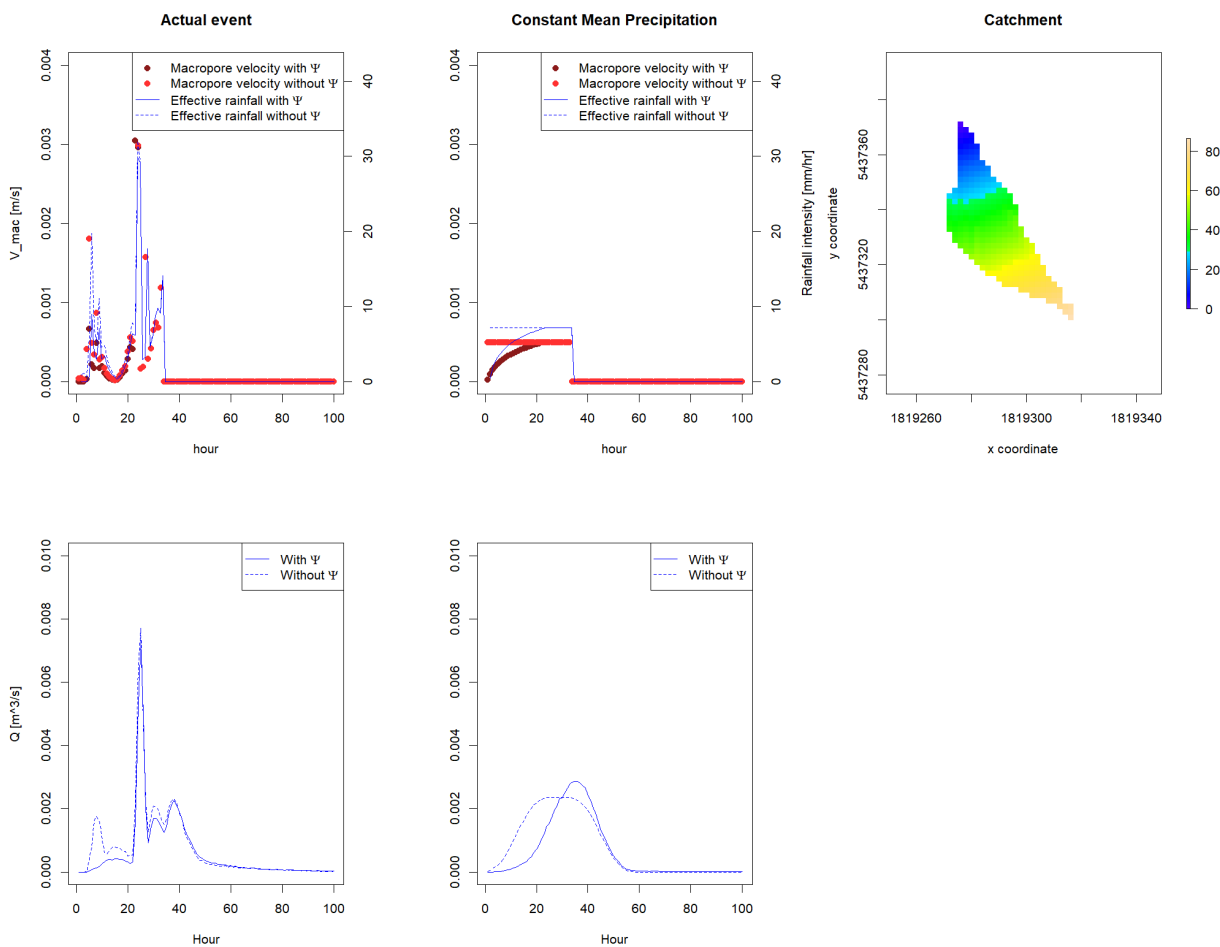 Actual event
Macropore velocity with Ψ
Macropore velocity without Ψ
Effective rainfall with Ψ
Effective rainfall without Ψ
V_mac [m/s]
0.000
0.001
0.002
0.003
0.004
0
10
20
30
40
0
20
40
60
80
100
hour
Constant Mean Precipitation
Macropore velocity with Ψ
Macropore velocity without Ψ
Effective rainfall with Ψ
Effective rainfall without Ψ
0.000
0.001
0.002
0.003
0.004
0
10
20
30
40
Rainfall intensity [mm/hr]
0
20
40
60
80
100
hour
Catchment
y coordinate
5437280
5437320
5437360
1819260
1819300
1819340
x coordinate
0
20
40
60
80
With Ψ
Without Ψ
Q [m^3/s]
0.000
0.002
0.004
0.006
0.008
0.010
0
20
40
60
80
100
Hour
With Ψ
Without Ψ
0.000
0.002
0.004
0.006
0.008
0.010
0
20
40
60
80
100
Hour